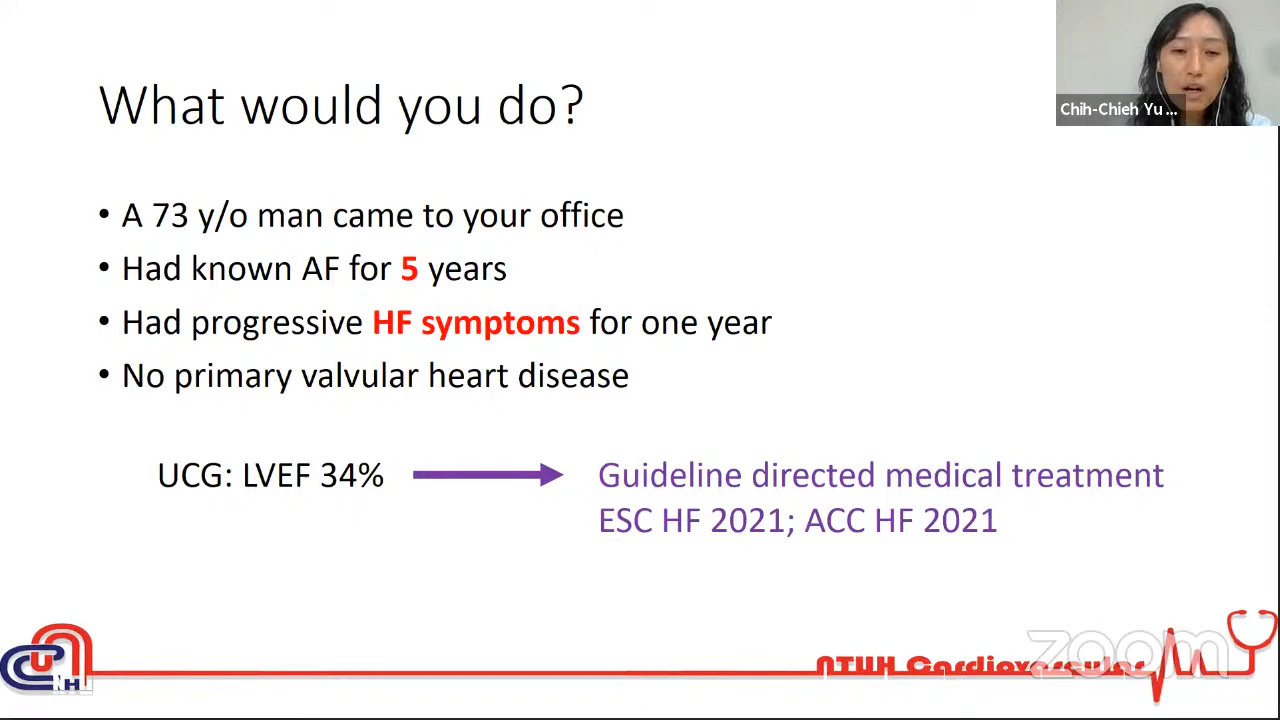 What would you do?
Chih-Chieh Yu ...
• A 73 y/o man came to your office
• Had known AF for 5 years
• Had progressive HF symptoms for one year
• No primary valvular heart disease
UCG: LVEF 34%
Guideline directed medical treatment
ESC HF 2021; ACC HF 2021
zoom
NTUH Cardiovascular
NH